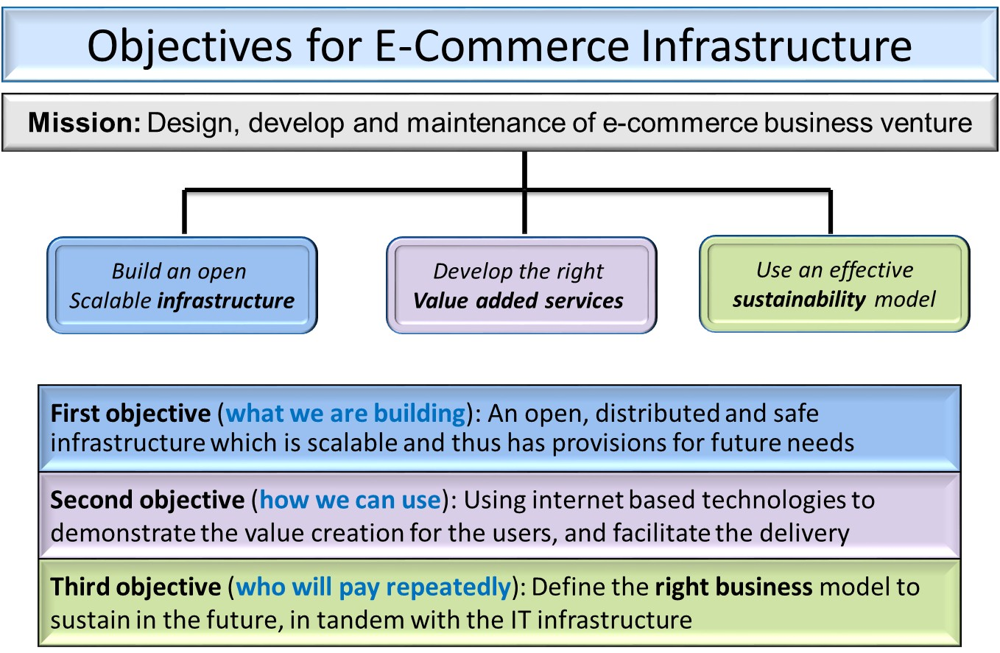 Objectives for E-Commerce Infrastructure
Mission: Design, develop and maintenance of e-commerce business venture
Build an open
Scalable infrastructure
Develop the right
Value added services
Use an effective
sustainability model
First objective (what we are building): An open, distributed and safe
infrastructure which is scalable and thus has provisions for future needs
Second objective (how we can use): Using internet based technologies to
demonstrate the value creation for the users, and facilitate the delivery
Third objective (who will pay repeatedly): Define the right business model to
sustain in the future, in tandem with the IT infrastructure